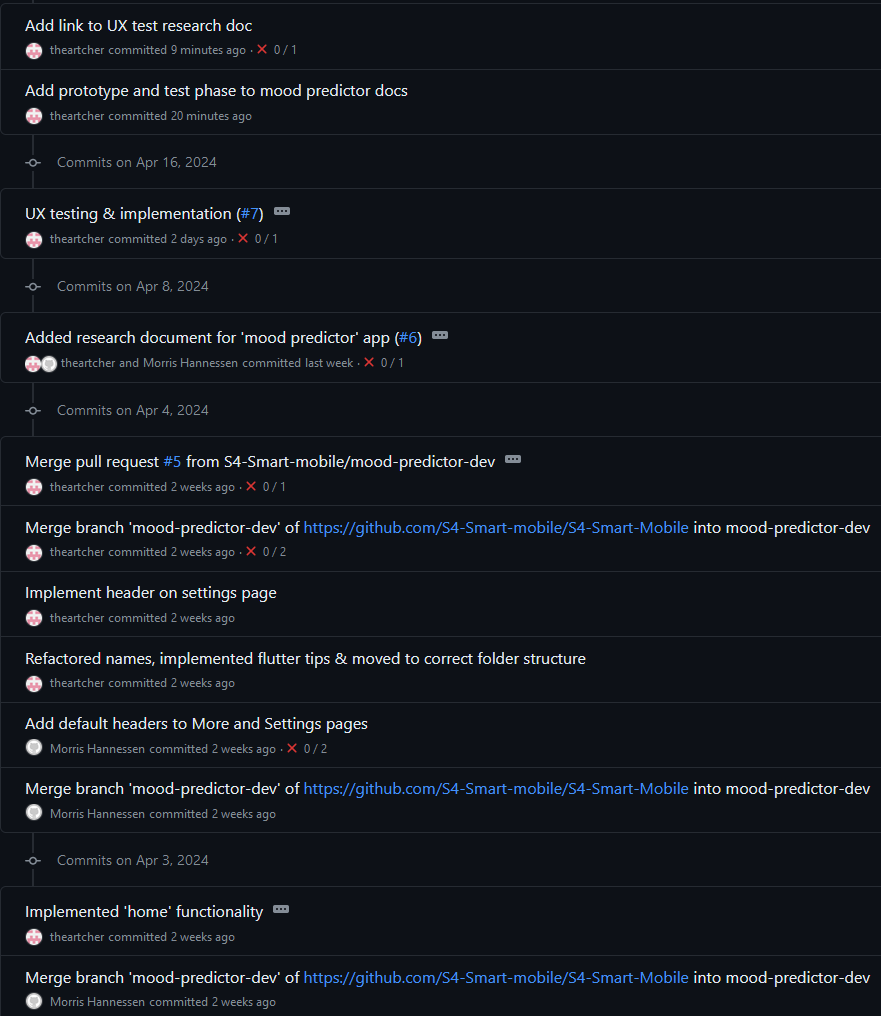 Add link to UX test research doc
theartcher committed 9 minutes ago · ✕ 0 / 1
Add prototype and test phase to mood predictor docs
theartcher committed 20 minutes ago
Commits on Apr 16, 2024
UX testing & implementation (#7)
theartcher committed 2 days ago · ✕ 0 / 1
Commits on Apr 8, 2024
Added research document for 'mood predictor' app (#6)
theartcher and Morris Hannessen committed last week · ✕ 0 / 1
Commits on Apr 4, 2024
Merge pull request #5 from S4-Smart-mobile/mood-predictor-dev
theartcher committed 2 weeks ago · ✕ 0 / 1
Merge branch 'mood-predictor-dev' of https://github.com/S4-Smart-mobile/S4-Smart-Mobile into mood-predictor-dev
theartcher committed 2 weeks ago · ✕ 0 / 2
Implement header on settings page
theartcher committed 2 weeks ago
Refactored names, implemented flutter tips & moved to correct folder structure
theartcher committed 2 weeks ago
Add default headers to More and Settings pages
Morris Hannessen committed 2 weeks ago · ✕ 0 / 2
Merge branch 'mood-predictor-dev' of https://github.com/S4-Smart-mobile/S4-Smart-Mobile into mood-predictor-dev
Morris Hannessen committed 2 weeks ago
Commits on Apr 3, 2024
Implemented 'home' functionality
theartcher committed 2 weeks ago
Merge branch 'mood-predictor-dev' of https://github.com/S4-Smart-mobile/S4-Smart-Mobile into mood-predictor-dev
Morris Hannessen committed 2 weeks ago